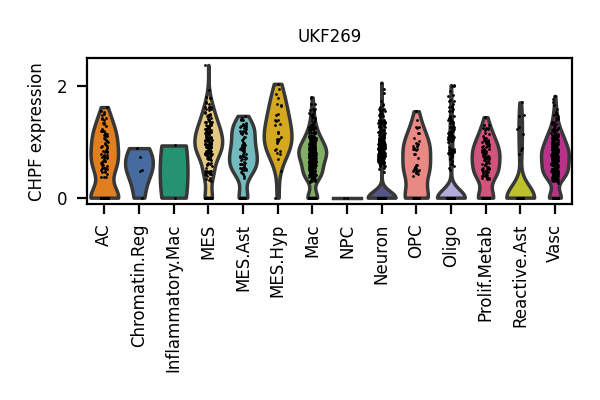 UKF269
CHPF expression
2
0
AC
Chromatin.Reg
Inflammatory.Mac
MES
MES.Ast
MES.Hyp
Mac
NPC
Neuron
OPC
Oligo
Prolif.Metab
Reactive.Ast
Vasc